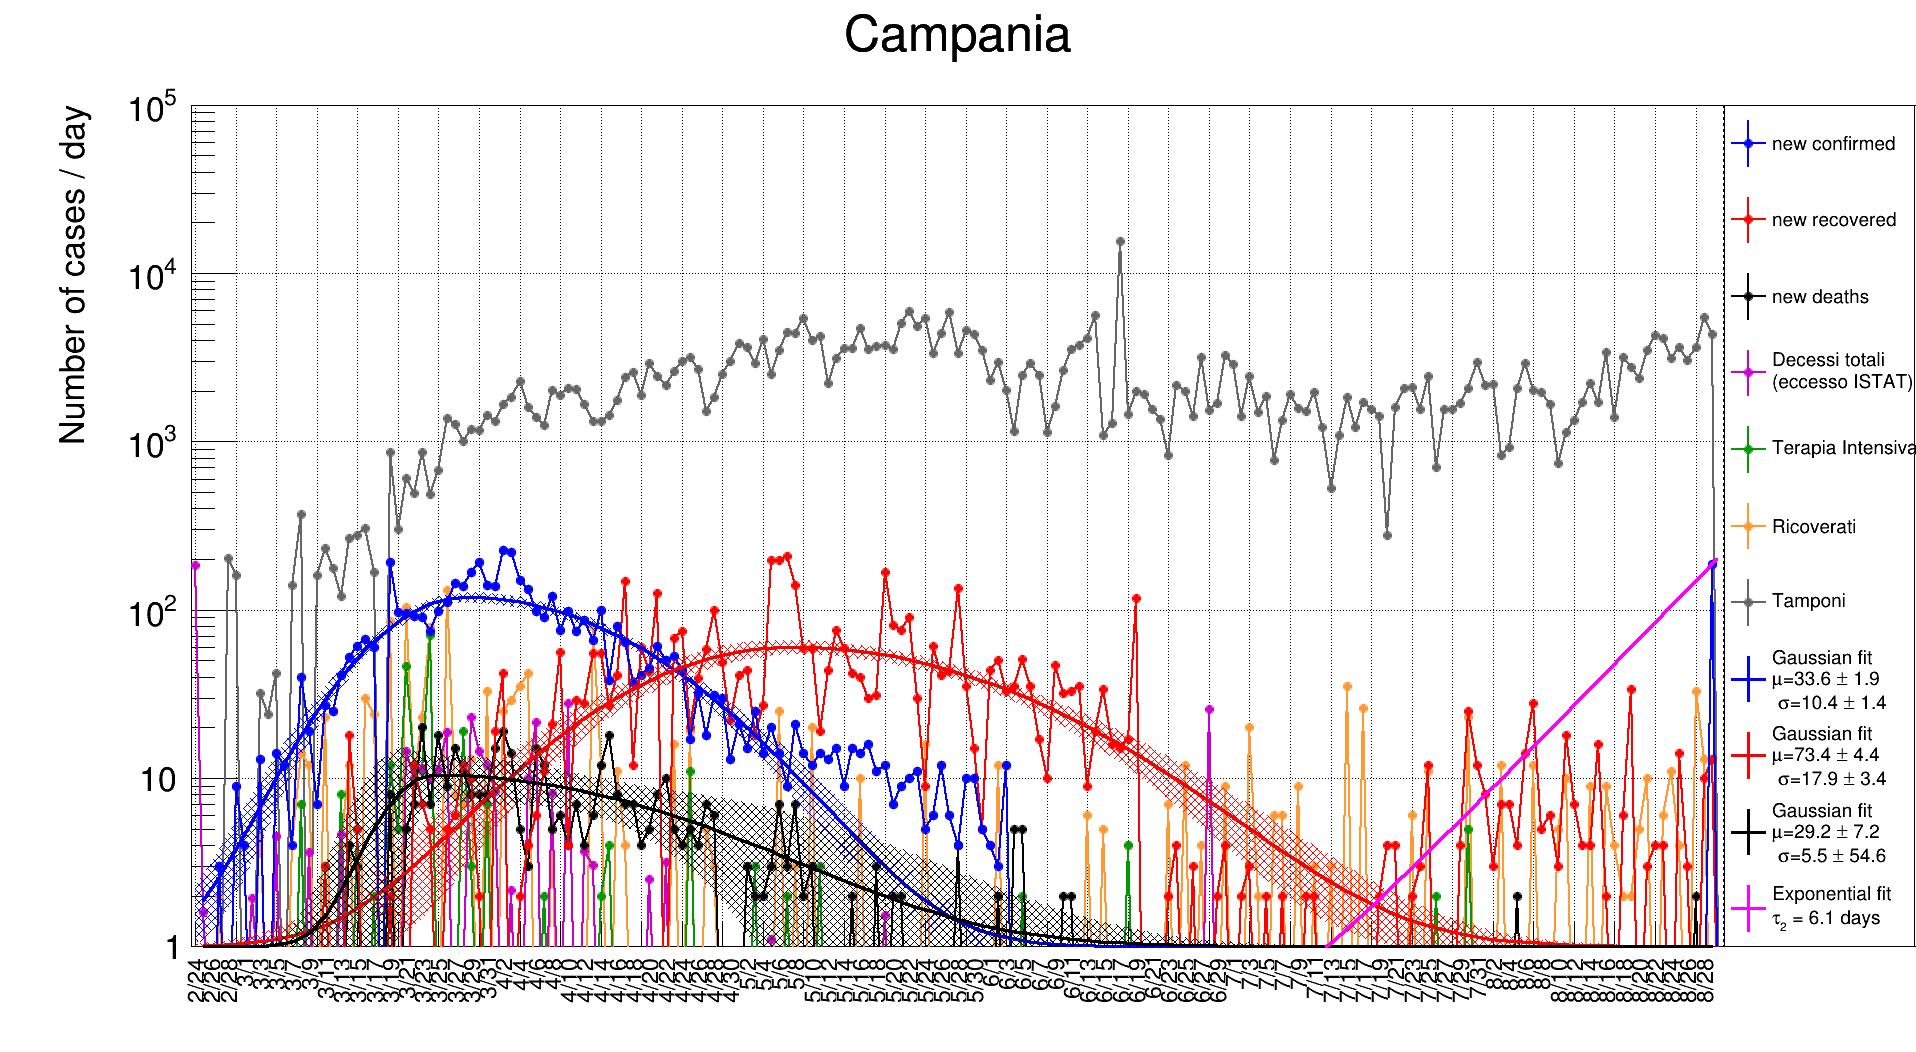 Campania
Number of cases / day
10^5
10^4
10^3
10^2
10
1
2/24 2/26 2/28 3/1 3/3 3/5 3/7 3/9 3/11 3/13 3/15 3/17 3/19 3/21 3/23 3/25 3/27 3/29 3/31 4/2 4/4 4/6 4/8 4/10 4/12 4/14 4/16 4/18 4/20 4/22 4/24 4/26 4/28 4/30 5/2 5/4 5/6 5/8 5/10 5/12 5/14 5/16 5/18 5/20 5/22 5/24 5/26 5/28 5/30 6/1 6/3 6/5 6/7 6/9 6/11 6/13 6/15 6/17 6/19 6/21 6/23 6/25 6/27 6/29 7/1 7/3 7/5 7/7 7/9 7/11 7/13 7/15 7/17 7/19 7/21 7/23 7/25 7/27 7/29 7/31 8/2 8/4 8/6 8/8 8/10 8/12 8/14 8/16 8/18 8/20 8/22 8/24 8/26 8/28
new confirmed
new recovered
new deaths
Decessi totali
(eccesso ISTAT)
Terapia Intensiva
Ricoverati
Tamponi
Gaussian fit
μ=33.6 ± 1.9
σ=10.4 ± 1.4
Gaussian fit
μ=73.4 ± 4.4
σ=17.9 ± 3.4
Gaussian fit
μ=29.2 ± 7.2
σ=5.5 ± 54.6
Exponential fit
τ₂ = 6.1 days